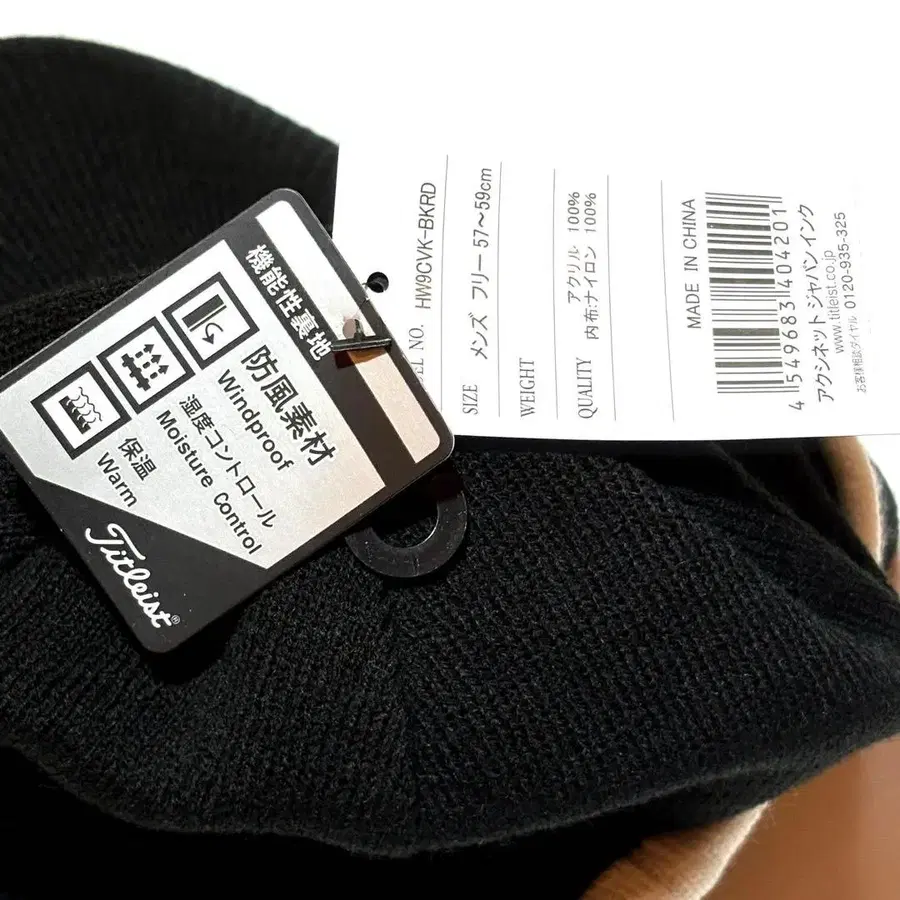 機能性裏地
防風素材
Windproof
湿度コントロール
Moisture Control
保温
Warm
Titleist®
NO. HW9CVK-BKRD
SIZE メンズ フリー 57〜59cm
WEIGHT
QUALITY アクリル 100%
内布:ナイロン 100%
MADE IN CHINA
4 549683 404201
アクシネット ジャパン インク
www.titleist.co.jp
お客様相談ダイヤル 0120-935-325